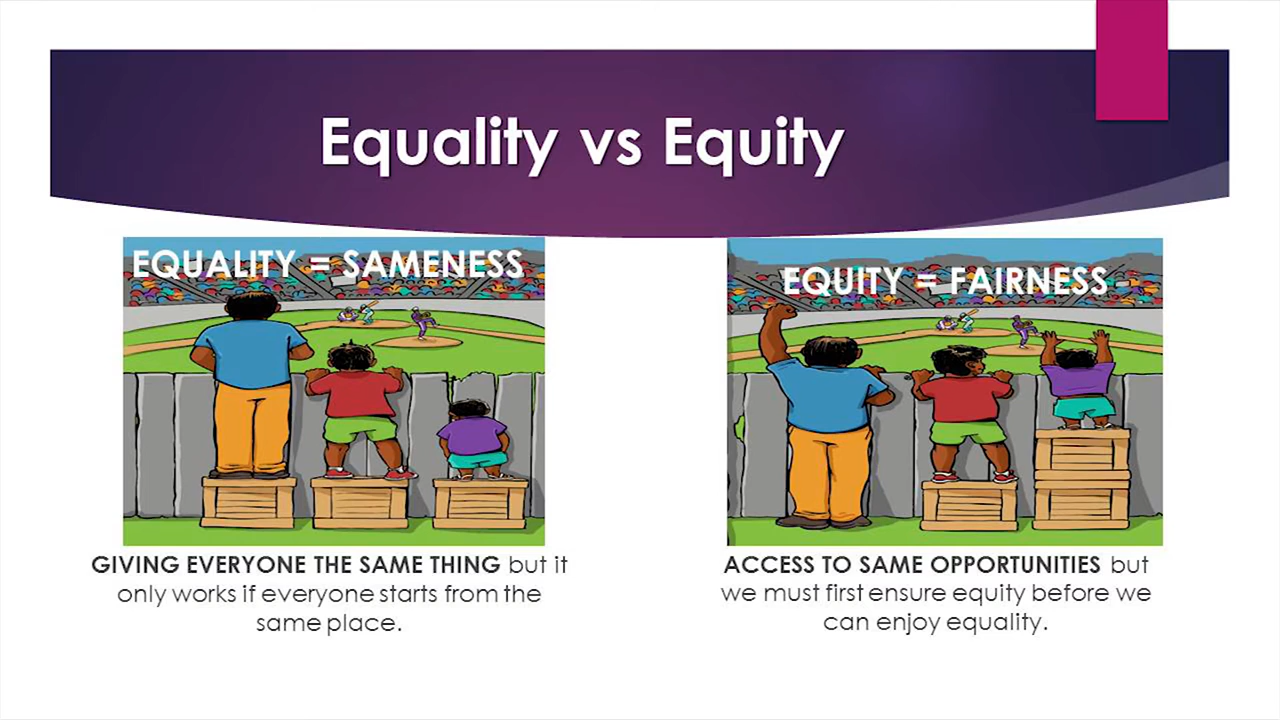 Equality vs Equity
EQUALITY = SAMENESS
GIVING EVERYONE THE SAME THING but it
only works if everyone starts from the
same place.
EQUITY = FAIRNESS
ACCESS TO SAME OPPORTUNITIES but
we must first ensure equity before we
can enjoy equality.